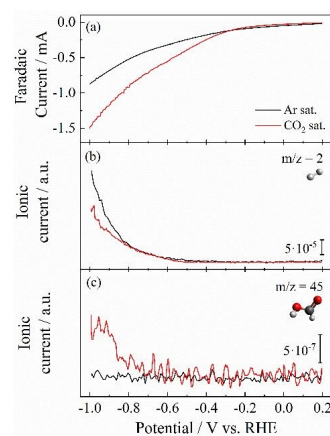 0.0
(a)
-0.5
Faradaic
Current / mA
-1.0
Ar sat.
CO₂ sat.
-1.5
(b)
m/z – 2
Ionic
current / a.u.
5·10⁻⁵
(c)
m/z = 45
Ionic
current / a.u.
5·10⁻⁷
-1.0 -0.8 -0.6 -0.4 -0.2 0.0 0.2
Potential / V vs. RHE